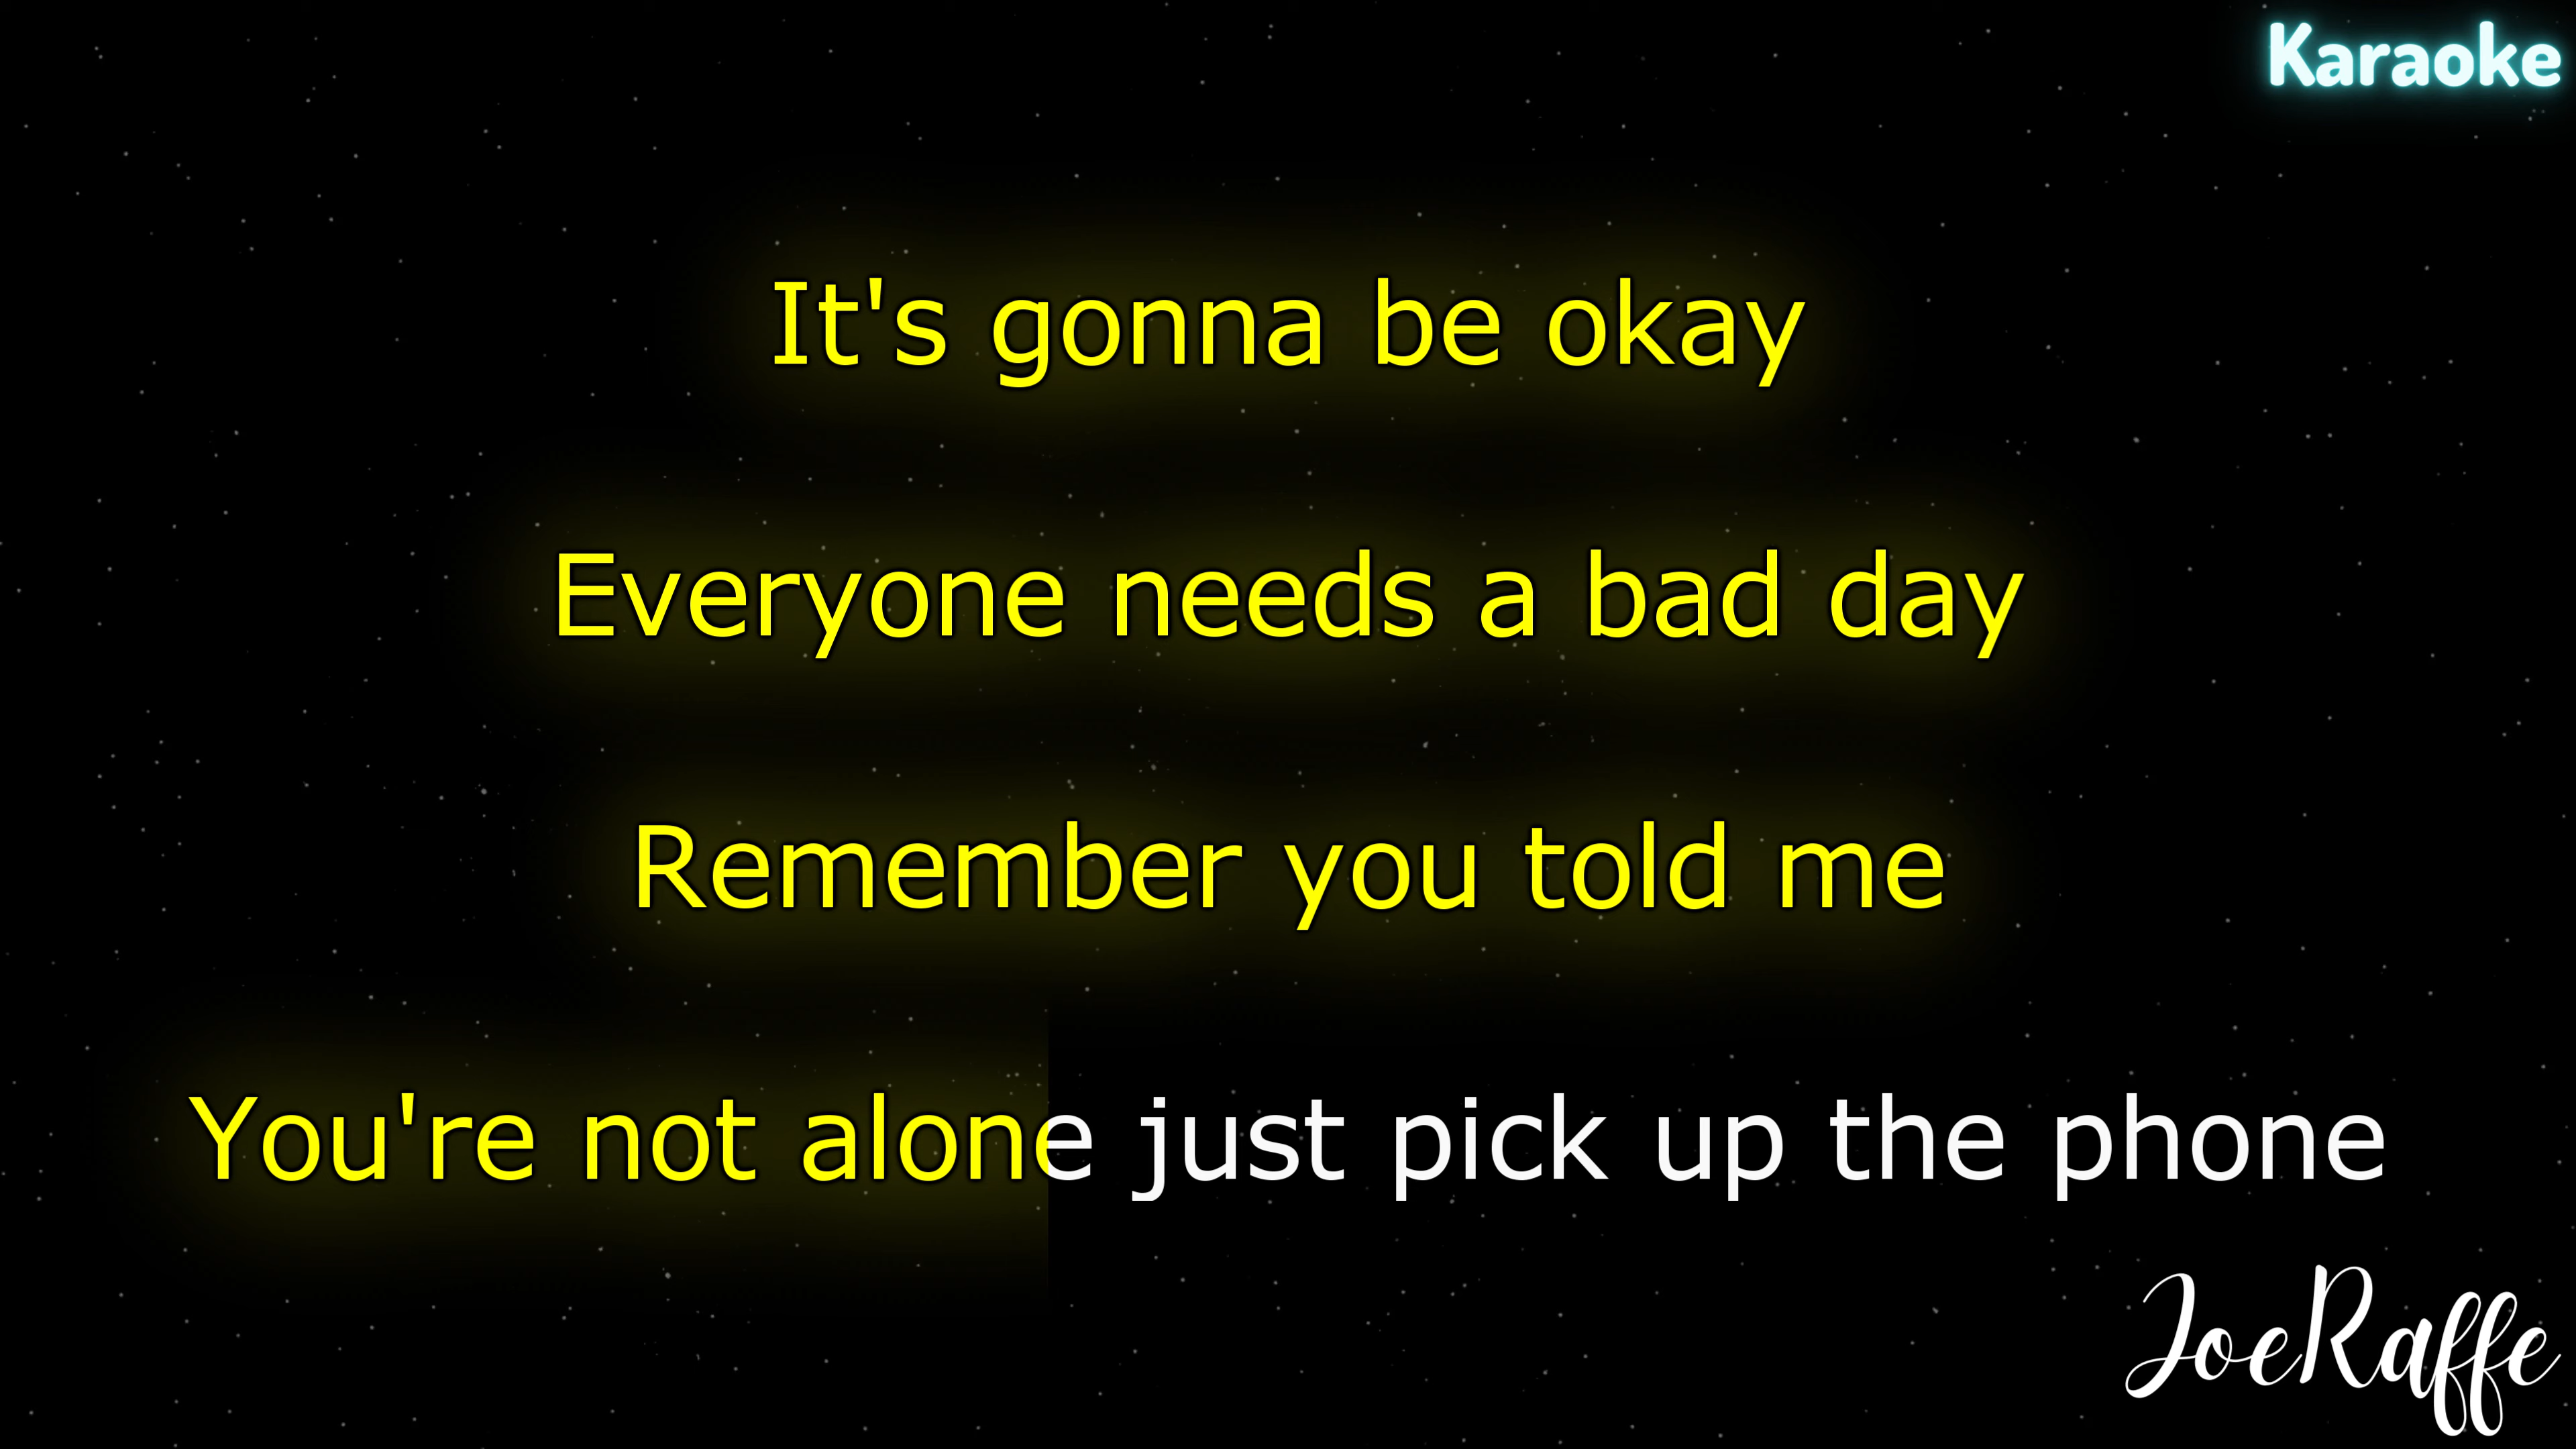 Karaoke
It's gonna be okay
Everyone needs a bad day
Remember you told me
You're not alone just pick up the phone
JoeRaffe